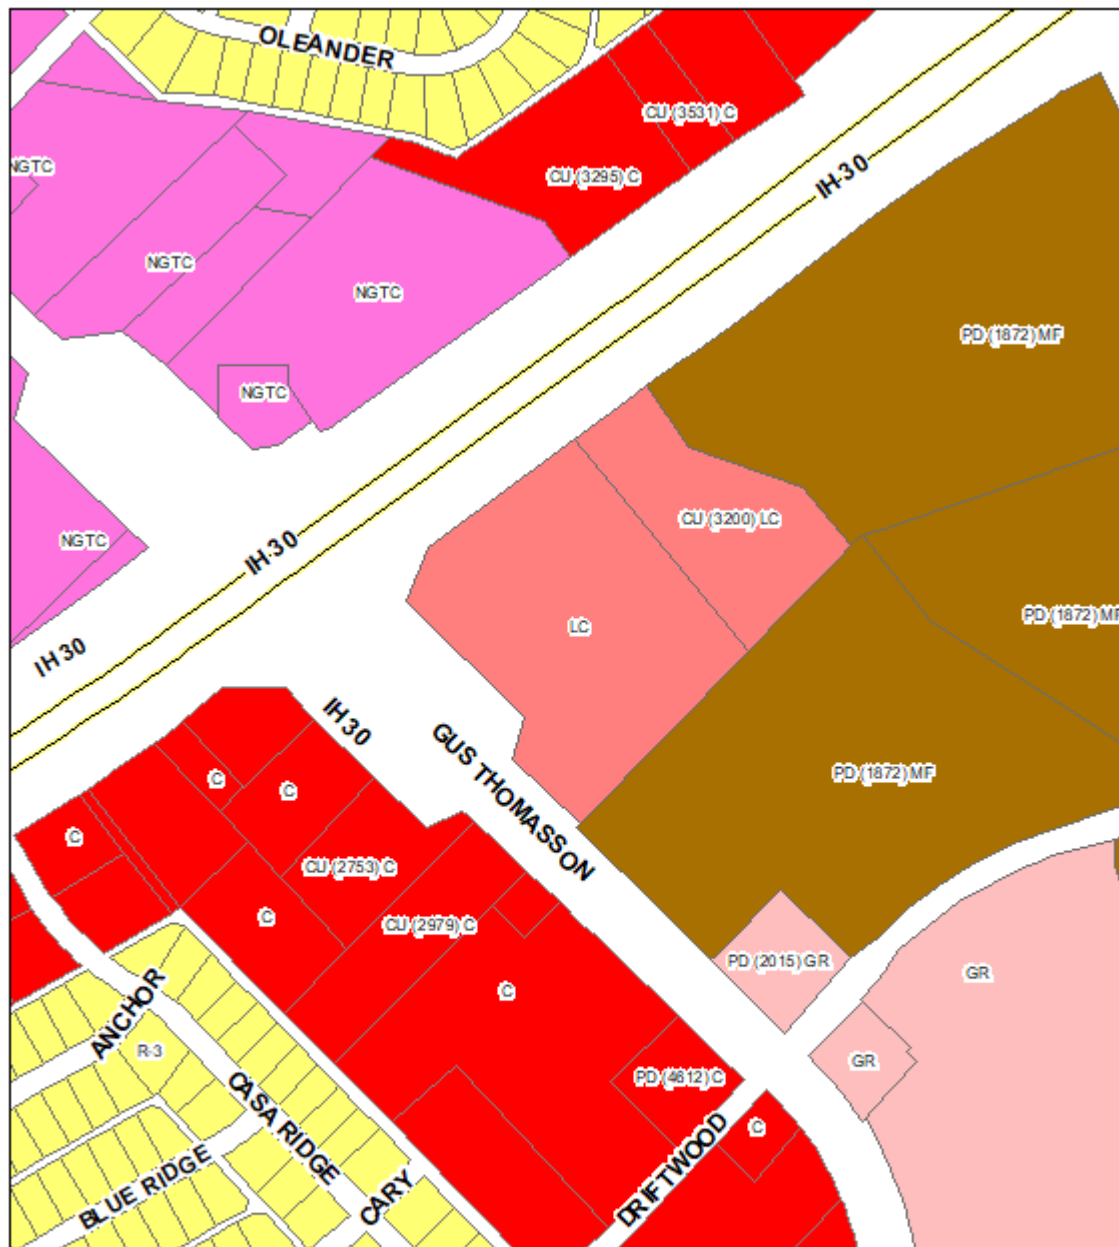 OLEANDER
CU (3531) C
NGTC
CU (3295) C
IH 30
NGTC
NGTC
PD (1872) MF
NGTC
CU (3200) LC
NGTC
IH 30
LC
PD (1872) MF
IH 30
IH 30
GUS THOMASSON
C
C
PD (1872) MF
C
CU (2753) C
C
CU (2979) C
PD (2015) GR
GR
C
ANCHOR
R-3
GR
PD (4612) C
CASA RIDGE
C
DRIFTWOOD
BLUE RIDGE
CARY